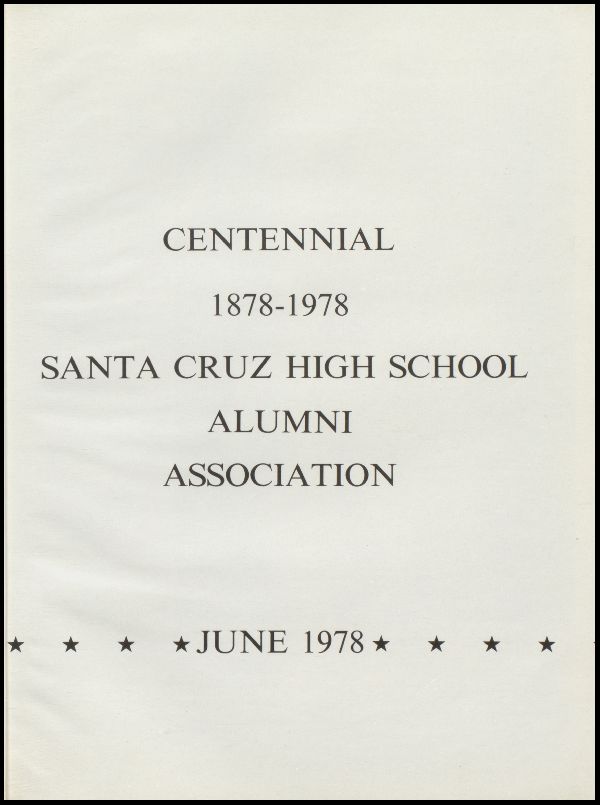 CENTENNIAL
1878-1978
SANTA CRUZ HIGH SCHOOL
ALUMNI
ASSOCIATION
★ ★ ★ ★JUNE 1978★ ★ ★ ★